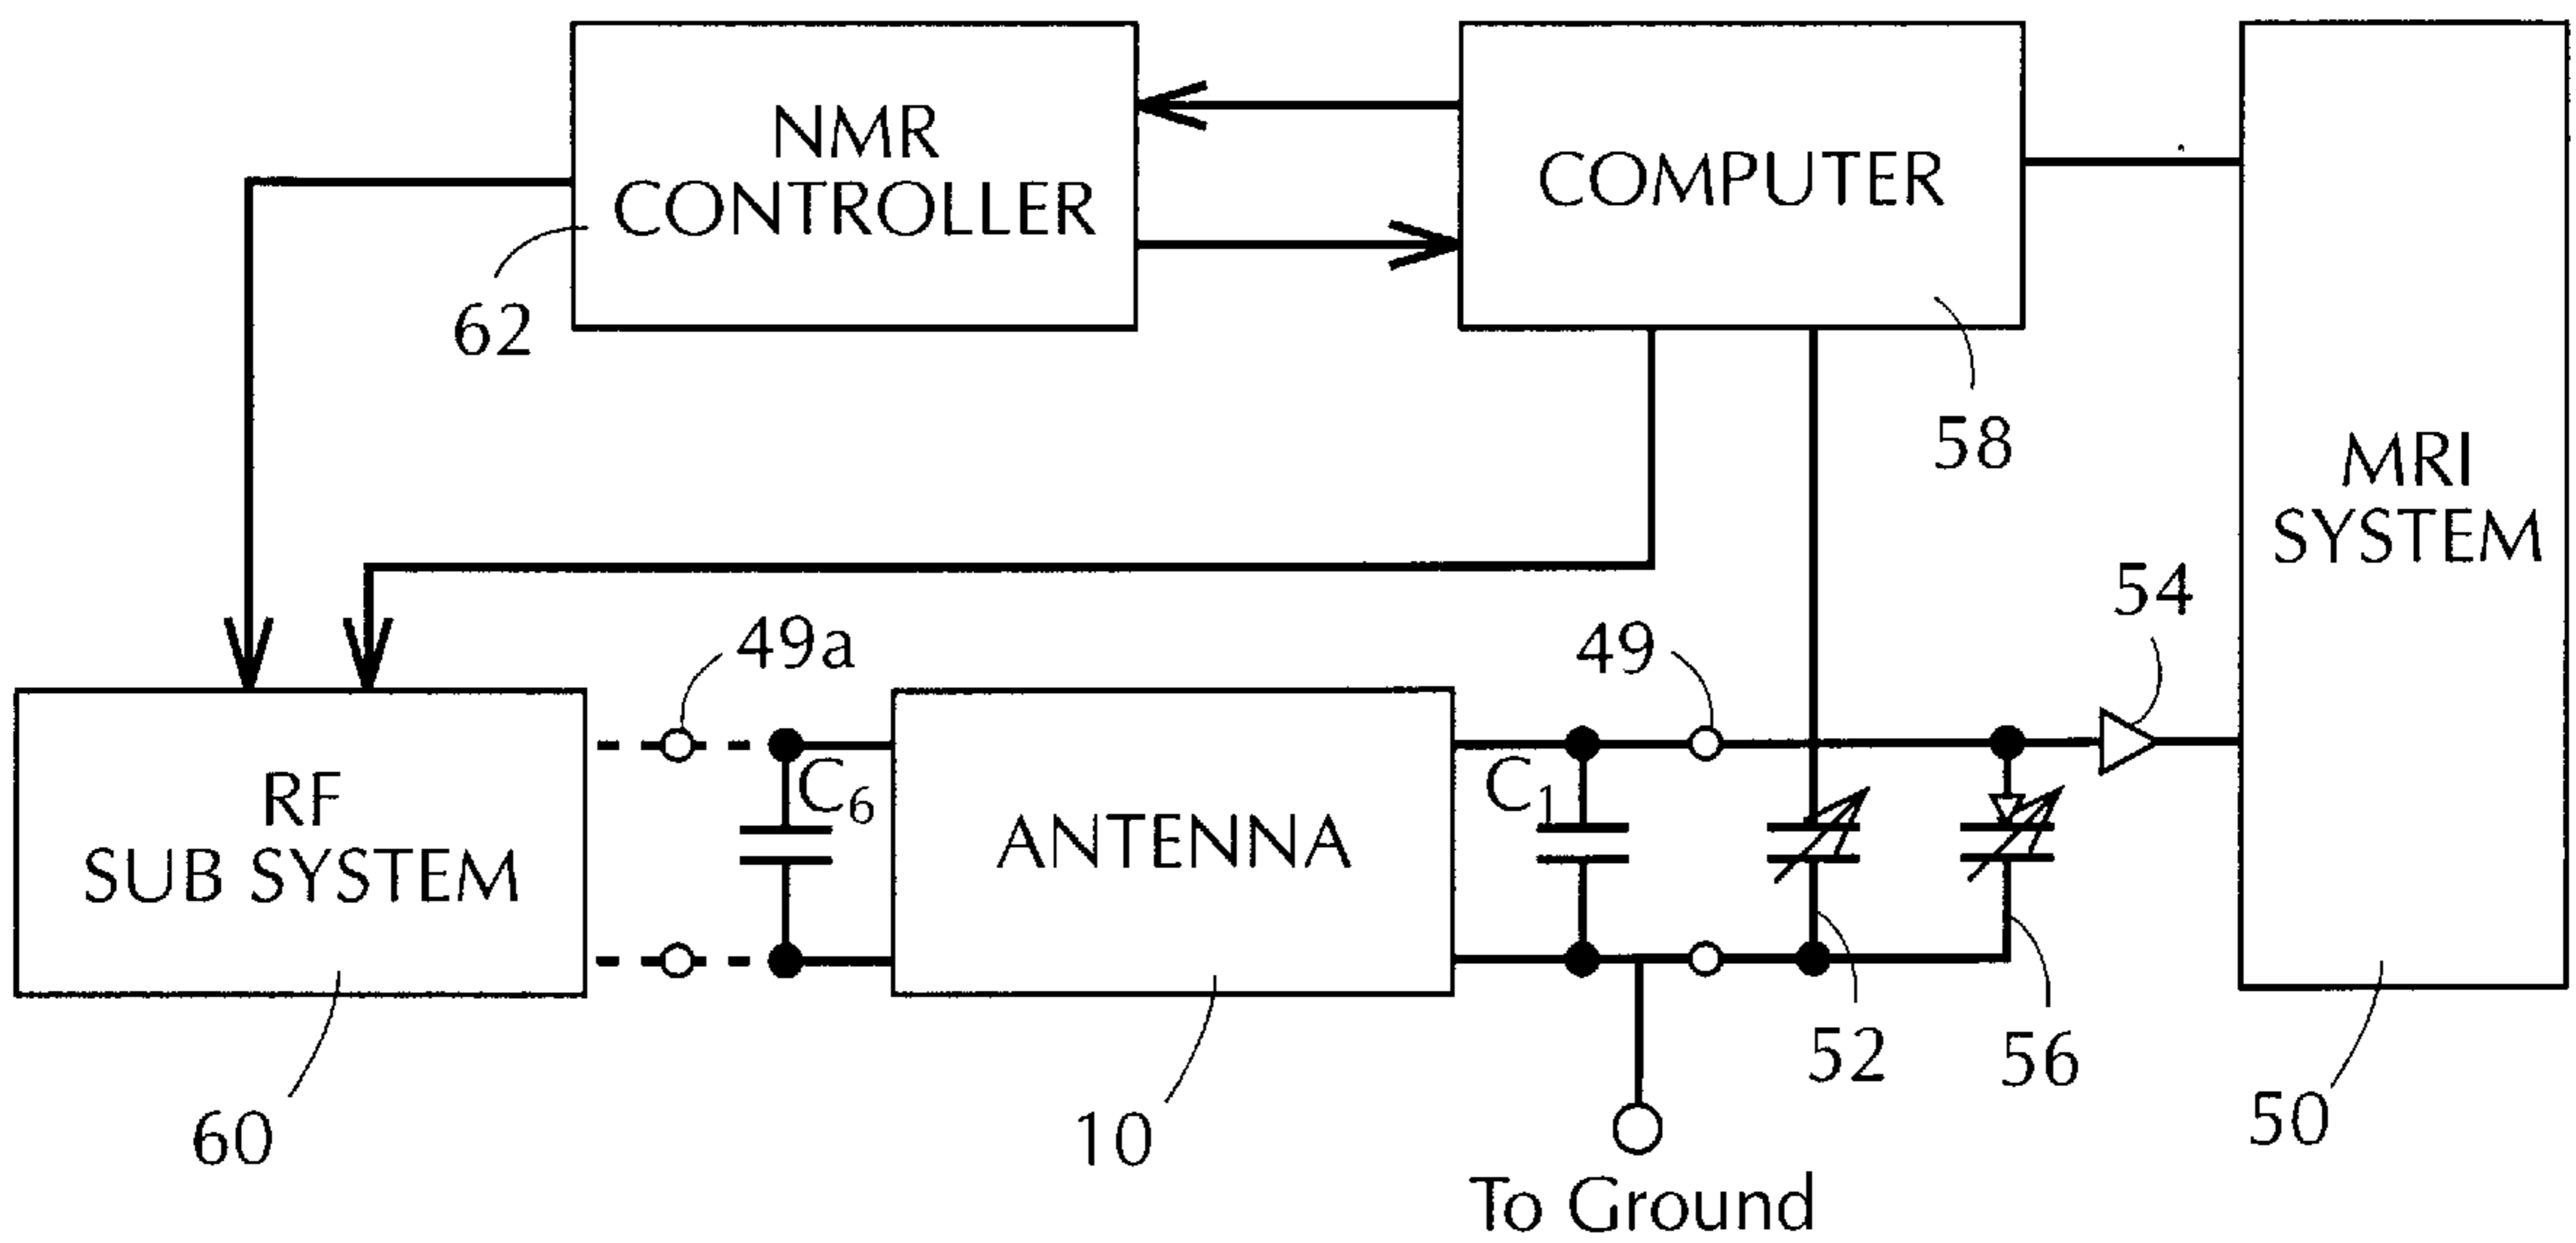 NMR
CONTROLLER
COMPUTER
MRI
SYSTEM
62
58
54
49a
49
RF
SUB SYSTEM
C6
ANTENNA
C1
60
10
52
56
50
To Ground